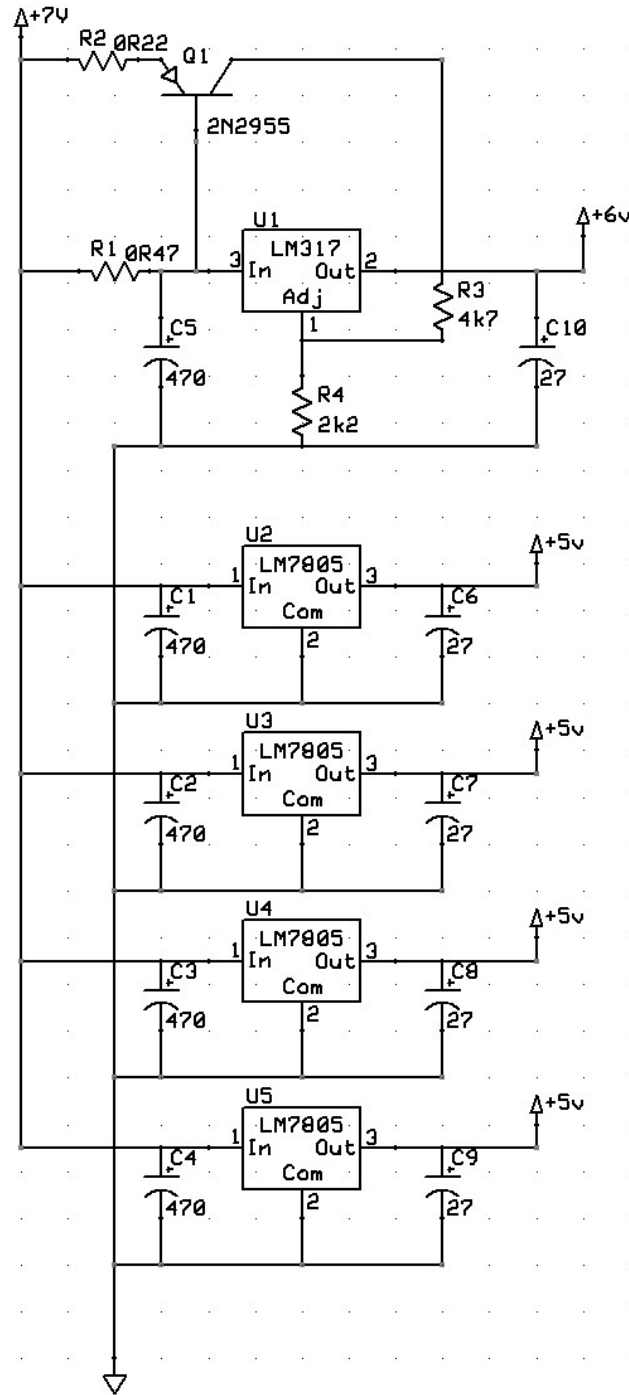 +7V
R2 0R22
Q1
2N2955
+6v
U1
R1 0R47
3 In LM317 Out 2
Adj
1
R3
4k7
C5
+
470
C10
+
27
R4
2k2
U2
+5v
LM7805
1 In Out 3
Com
2
C1
+
470
C6
+
27
U3
+5v
LM7805
1 In Out 3
Com
2
C2
+
470
C7
+
27
U4
+5v
LM7805
1 In Out 3
Com
2
C3
+
470
C8
+
27
U5
+5v
LM7805
1 In Out 3
Com
2
C4
+
470
C9
+
27